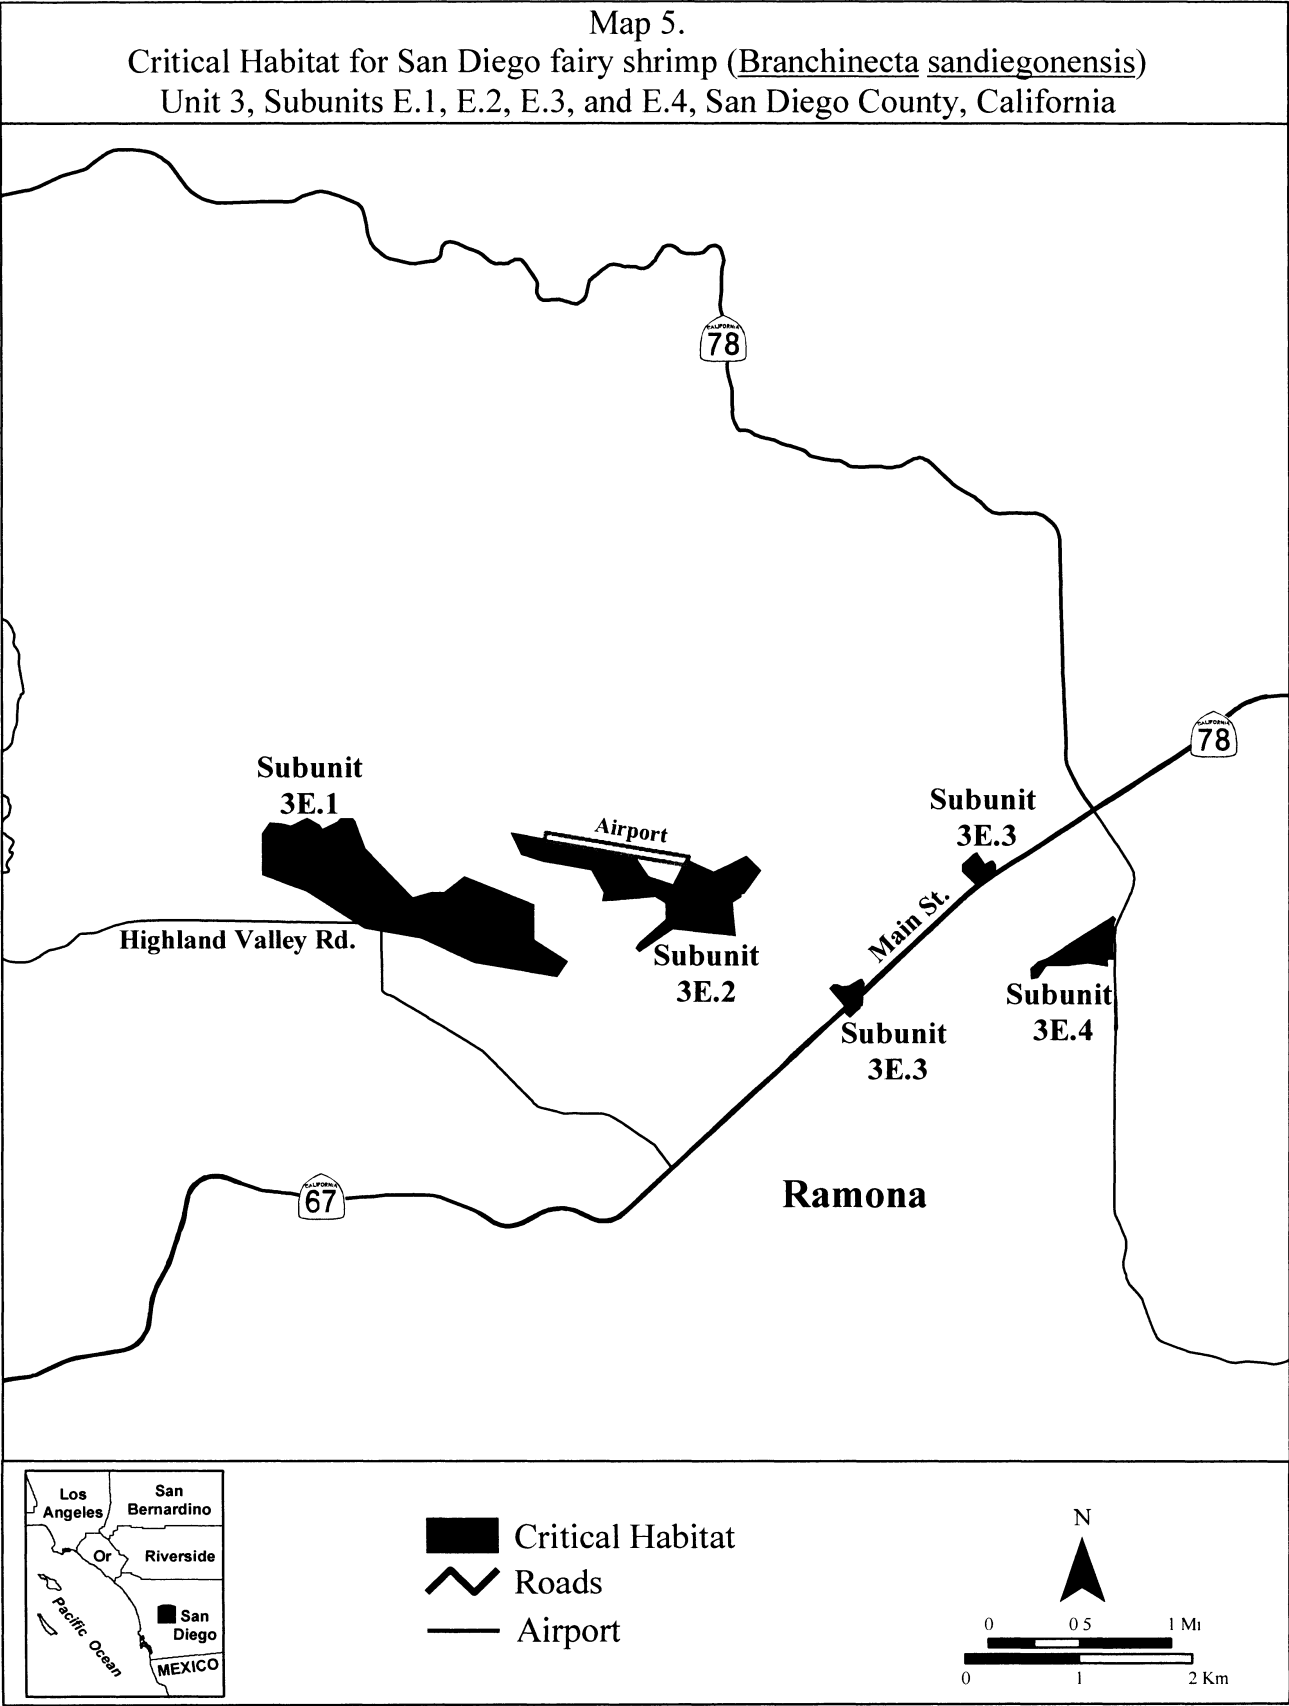 Map 5.
Critical Habitat for San Diego fairy shrimp (Branchinecta sandiegonensis)
Unit 3, Subunits E.1, E.2, E.3, and E.4, San Diego County, California
CALIFORNIA
78
CALIFORNIA
78
Subunit
3E.1
Airport
Subunit
3E.3
Main St.
Highland Valley Rd.
Subunit
3E.2
Subunit
3E.4
Subunit
3E.3
CALIFORNIA
67
Ramona
Los
Angeles
San
Bernardino
Or
Riverside
Pacific Ocean
San
Diego
MEXICO
Critical Habitat
Roads
Airport
N
0 0 5 1 Mi
0 1 2 Km